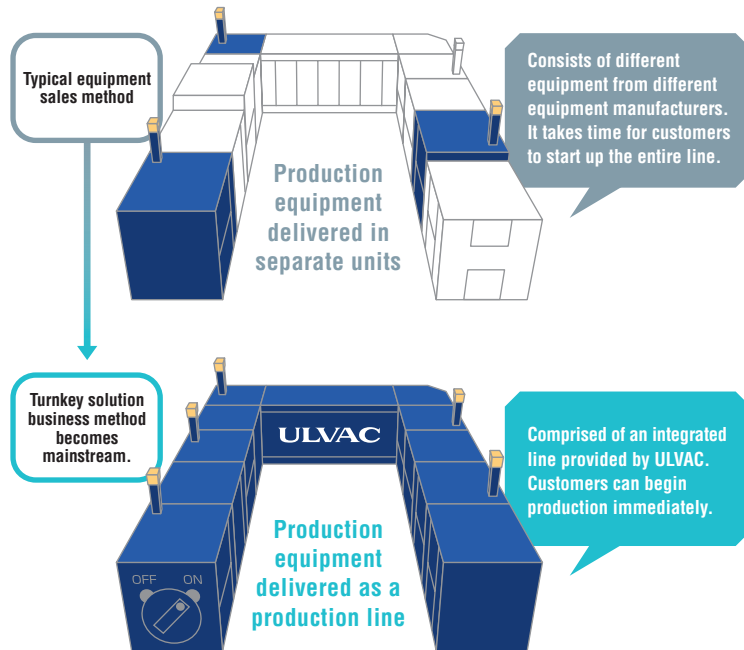 Typical equipment
sales method
Consists of different
equipment from different
equipment manufacturers.
It takes time for customers
to start up the entire line.
Production
equipment
delivered in
separate units
Turnkey solution
business method
becomes
mainstream.
ULVAC
Comprised of an integrated
line provided by ULVAC.
Customers can begin
production immediately.
Production
equipment
delivered as a
production line
OFF ON